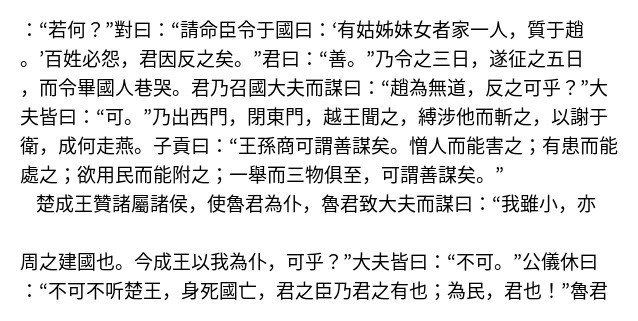 ：“若何？”對曰：“請命臣令于國曰：‘有姑姊妹女者家一人，質于趙
。’百姓必怨，君因反之矣。”君曰：“善。”乃令之三日，遂征之五日
，而令畢國人巷哭。君乃召國大夫而謀曰：“趙為無道，反之可乎？”大
夫皆曰：“可。”乃出西門，閉東門，越王聞之，縛涉他而斬之，以謝于
衛，成何走燕。子貢曰：“王孫商可謂善謀矣。憎人而能害之；有患而能
處之；欲用民而能附之；一舉而三物俱至，可謂善謀矣。”
楚成王贊諸屬諸侯，使魯君為仆，魯君致大夫而謀曰：“我雖小，亦
周之建國也。今成王以我為仆，可乎？”大夫皆曰：“不可。”公儀休曰
：“不可不听楚王，身死國亡，君之臣乃君之有也；為民，君也！”魯君